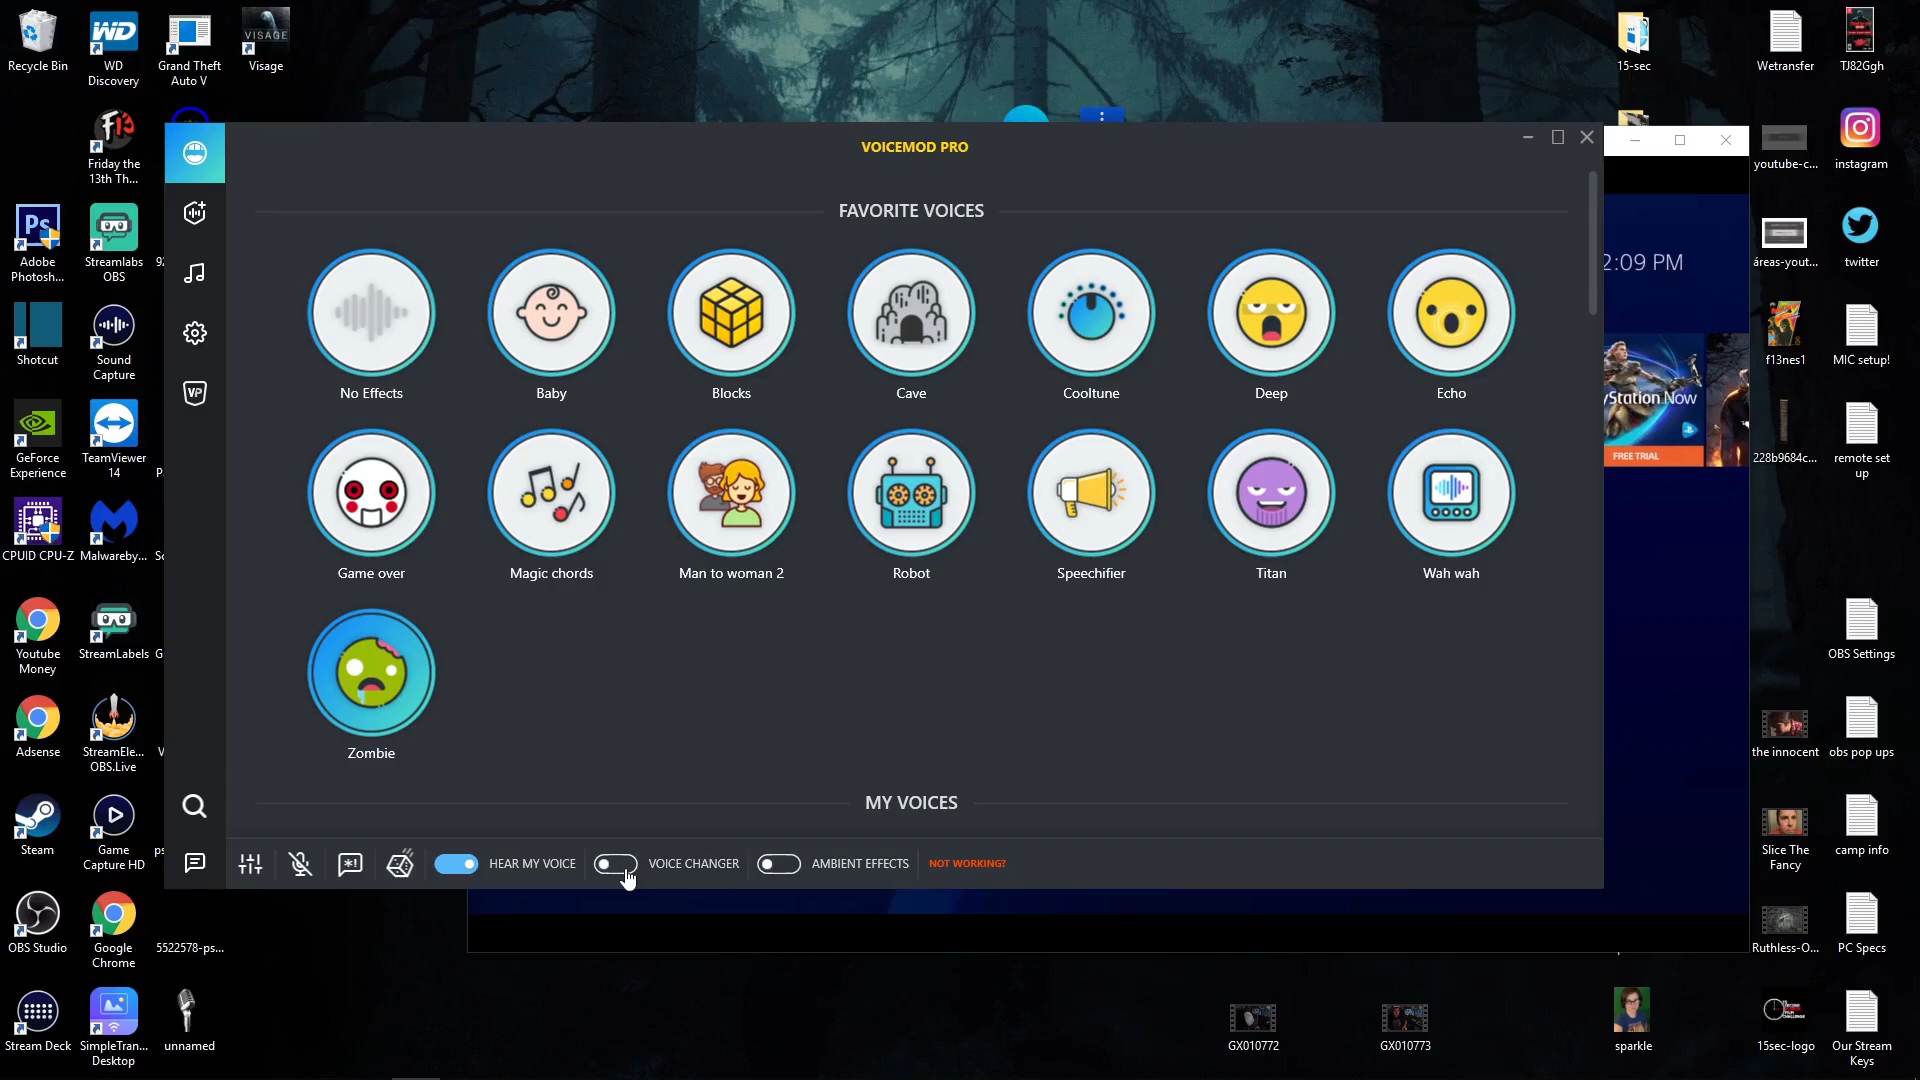 Recycle Bin
WD
Discovery
Grand Theft
Auto V
VISAGE
Visage
15-sec
Wetransfer
TJ82Ggh
Friday the
13th Th...
youtube-c...
instagram
VOICEMOD PRO
FAVORITE VOICES
Adobe
Photosh...
Streamlabs
OBS
2:09 PM
áreas-yout...
twitter
Shotcut
Sound
Capture
f13nes1
MIC setup!
No Effects
Baby
Blocks
Cave
Cooltune
Deep
Echo
yStation Now
FREE TRIAL
GeForce
Experience
TeamViewer
14
228b9684c...
remote set
up
CPUID CPU-Z
Malwareby...
Game over
Magic chords
Man to woman 2
Robot
Speechifier
Titan
Wah wah
Youtube
Money
StreamLabels
OBS Settings
Zombie
Adsense
StreamEle...
OBS.Live
the innocent
obs pop ups
MY VOICES
Steam
Game
Capture HD
Slice The
Fancy
camp info
HEAR MY VOICE
VOICE CHANGER
AMBIENT EFFECTS
NOT WORKING?
OBS Studio
Google
Chrome
5522578-ps...
Ruthless-O...
PC Specs
Stream Deck
SimpleTran...
Desktop
unnamed
GX010772
GX010773
sparkle
15sec-logo
Our Stream
Keys